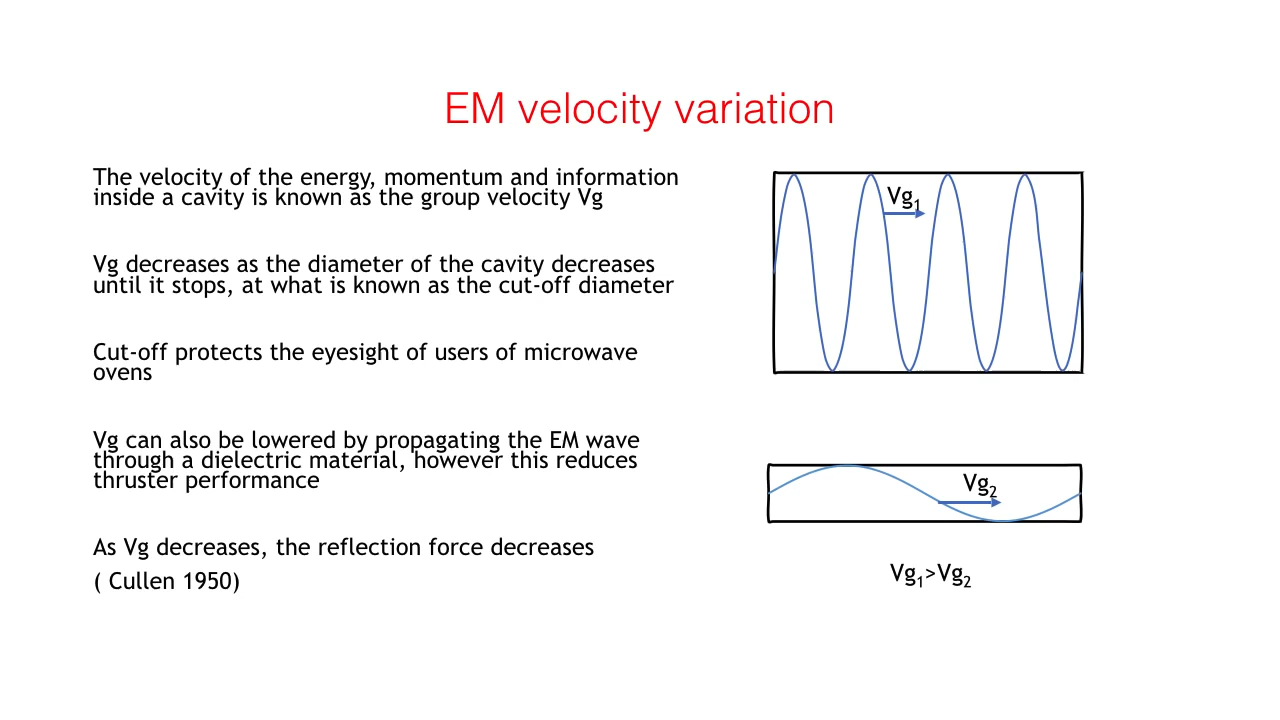 EM velocity variation
The velocity of the energy, momentum and information
inside a cavity is known as the group velocity Vg
Vg decreases as the diameter of the cavity decreases
until it stops, at what is known as the cut-off diameter
Cut-off protects the eyesight of users of microwave
ovens
Vg can also be lowered by propagating the EM wave
through a dielectric material, however this reduces
thruster performance
As Vg decreases, the reflection force decreases
( Cullen 1950)
Vg₁
Vg₂
Vg₁>Vg₂